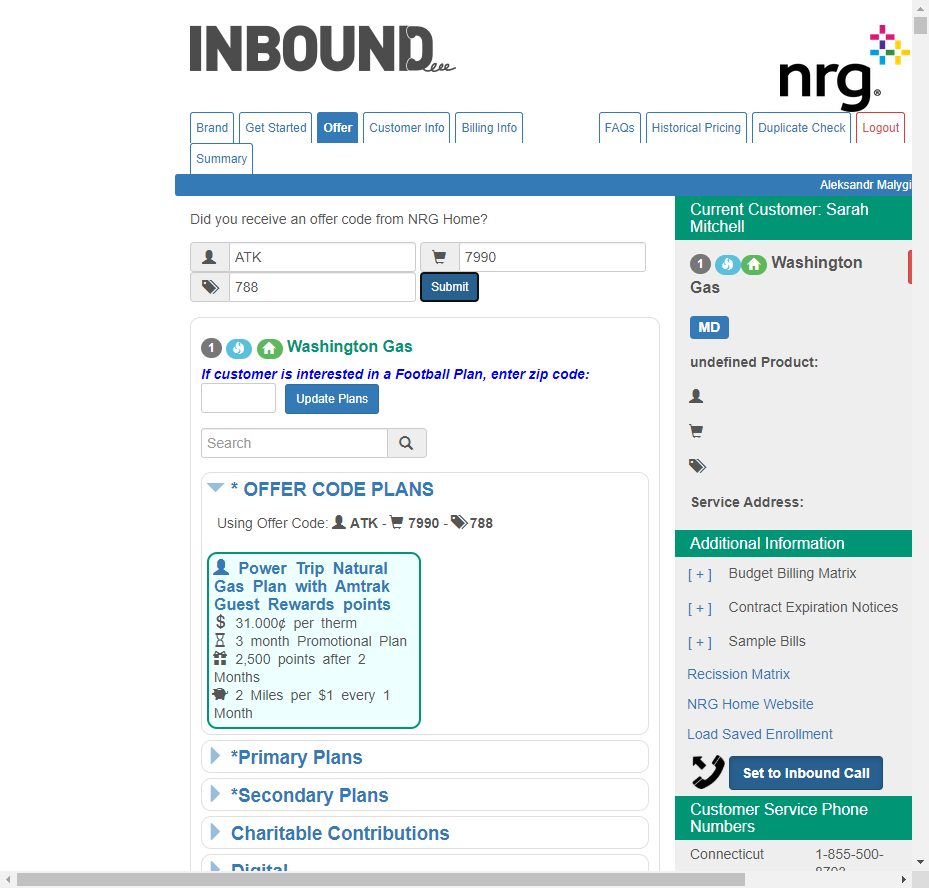 INBOUND
nrg
Brand
Get Started
Offer
Customer Info
Billing Info
FAQs
Historical Pricing
Duplicate Check
Logout
Summary
Aleksandr Malygi
Did you receive an offer code from NRG Home?
ATK
7990
788
Submit
1 Washington Gas
If customer is interested in a Football Plan, enter zip code:
Update Plans
Search
* OFFER CODE PLANS
Using Offer Code: ATK - 7990 - 788
Power Trip Natural
Gas Plan with Amtrak
Guest Rewards points
$ 31.000¢ per therm
3 month Promotional Plan
2,500 points after 2
Months
2 Miles per $1 every 1
Month
*Primary Plans
*Secondary Plans
Charitable Contributions
Digital
Current Customer: Sarah
Mitchell
1 Washington
Gas
MD
undefined Product:
Service Address:
Additional Information
[ + ] Budget Billing Matrix
[ + ] Contract Expiration Notices
[ + ] Sample Bills
Recission Matrix
NRG Home Website
Load Saved Enrollment
Set to Inbound Call
Customer Service Phone
Numbers
Connecticut 1-855-500-